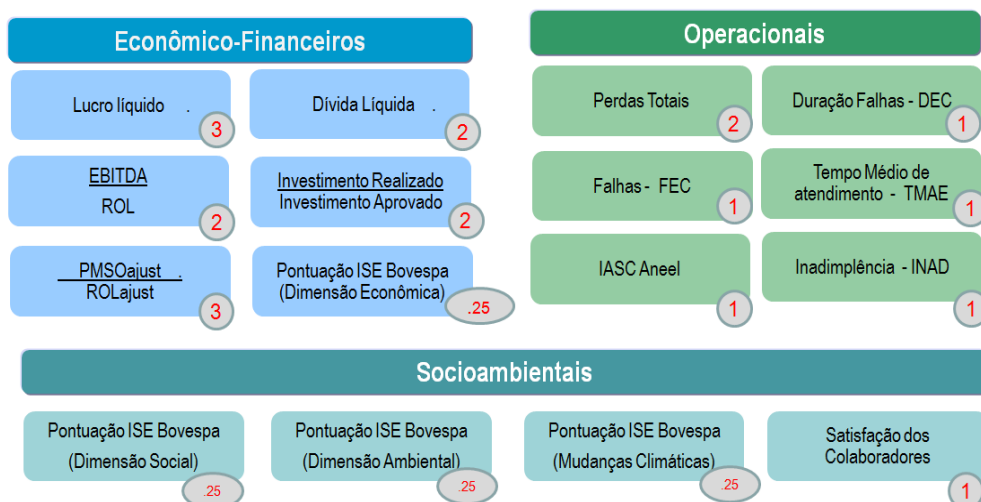 Econômico-Financeiros
Lucro líquido .
3
Dívida Líquida .
2
EBITDA
ROL
2
Investimento Realizado
Investimento Aprovado
2
PMSOajust .
ROLajust
3
Pontuação ISE Bovespa
(Dimensão Econômica)
.25
Operacionais
Perdas Totais
2
Duração Falhas - DEC
1
Falhas - FEC
1
Tempo Médio de
atendimento - TMAE
1
IASC Aneel
1
Inadimplência - INAD
1
Socioambientais
Pontuação ISE Bovespa
(Dimensão Social)
.25
Pontuação ISE Bovespa
(Dimensão Ambiental)
.25
Pontuação ISE Bovespa
(Mudanças Climáticas)
.25
Satisfação dos
Colaboradores
1